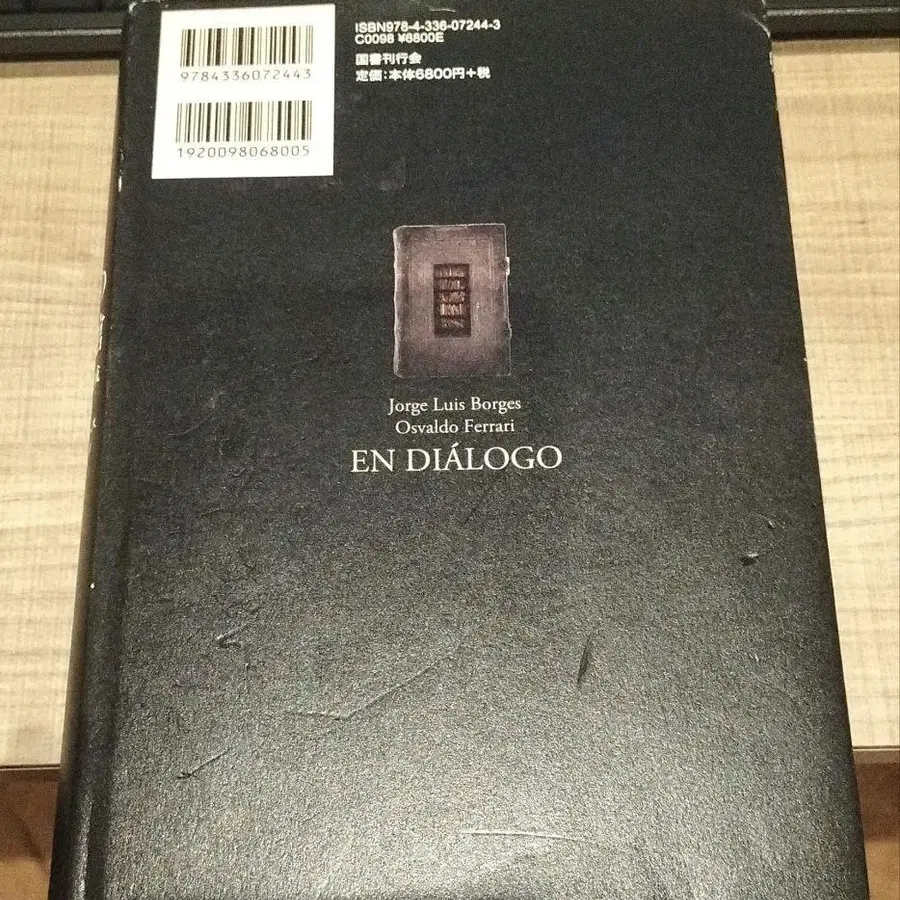 ISBN978-4-336-07244-3
C0098 ¥6800E
国書刊行会
定価：本体6800円+税
9784336072443
1920098068005
Jorge Luis Borges
Osvaldo Ferrari
EN DIÁLOGO